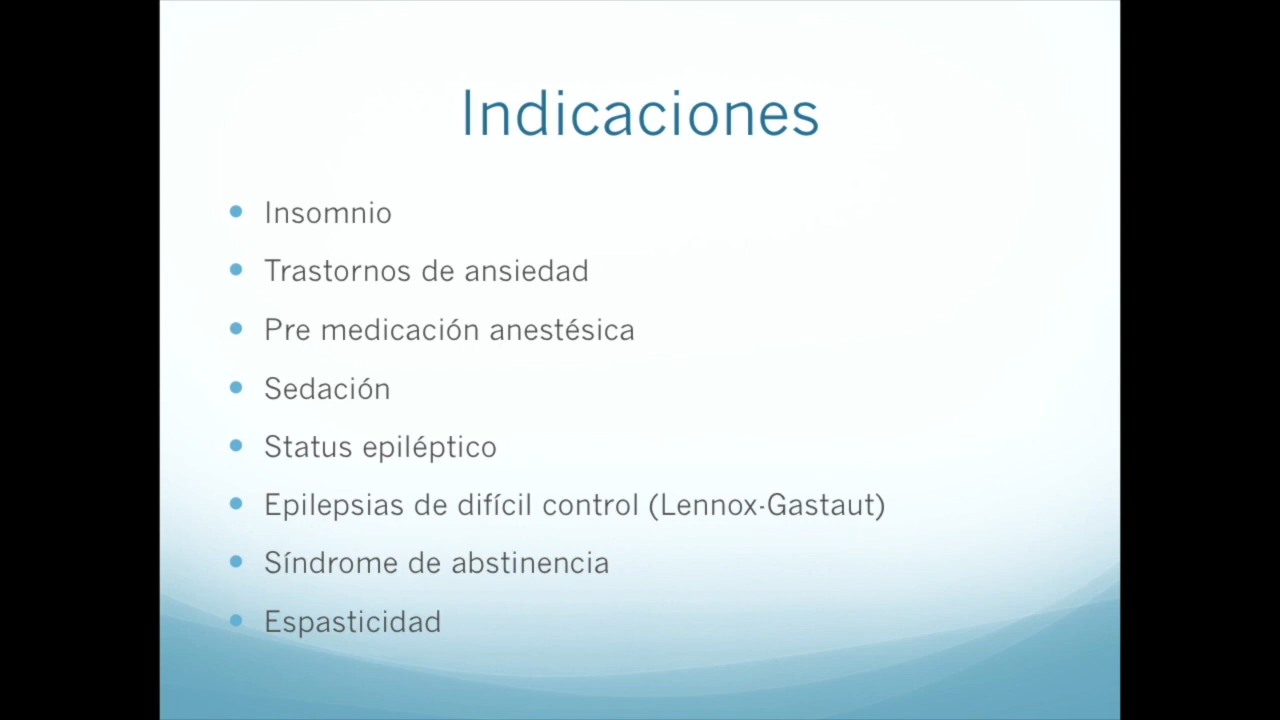 Indicaciones
Insomnio
Trastornos de ansiedad
Pre medicación anestésica
Sedación
Status epiléptico
Epilepsias de difícil control (Lennox-Gastaut)
Síndrome de abstinencia
Espasticidad